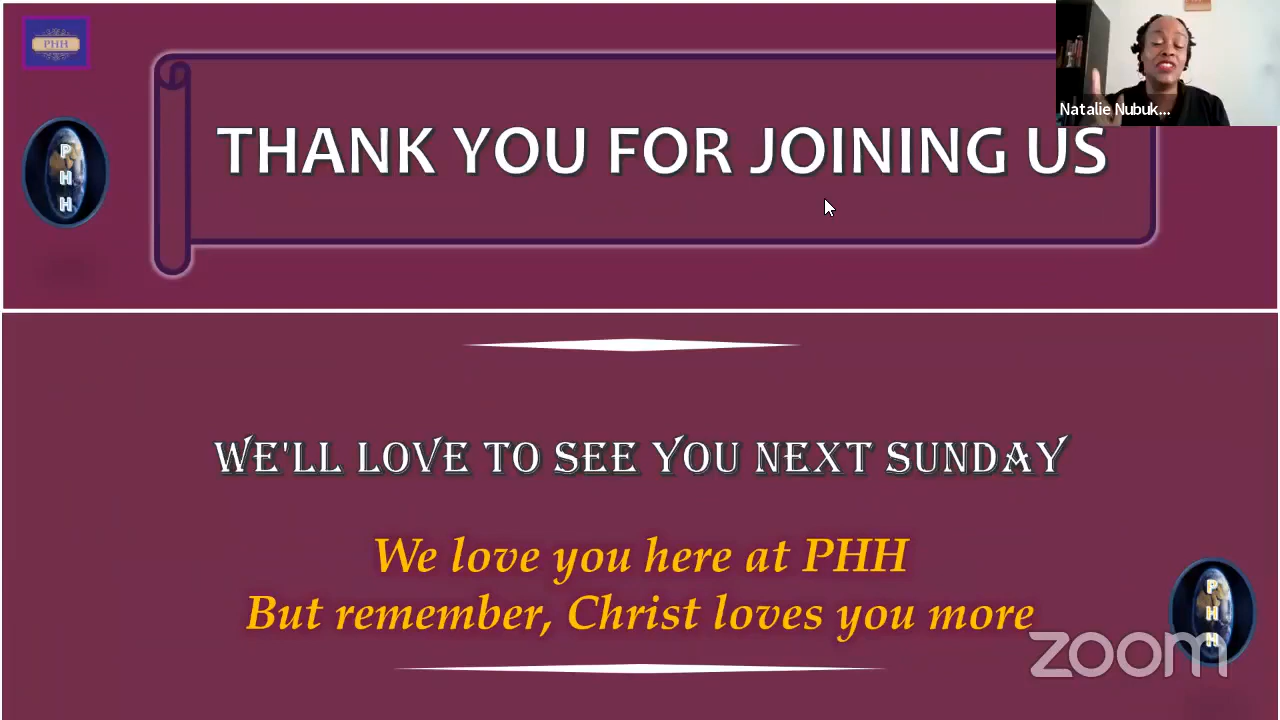 PHH
Natalie Nubuk...
P
H
H
THANK YOU FOR JOINING US
WE'LL LOVE TO SEE YOU NEXT SUNDAY
We love you here at PHH
But remember, Christ loves you more
P
H
H
zoom